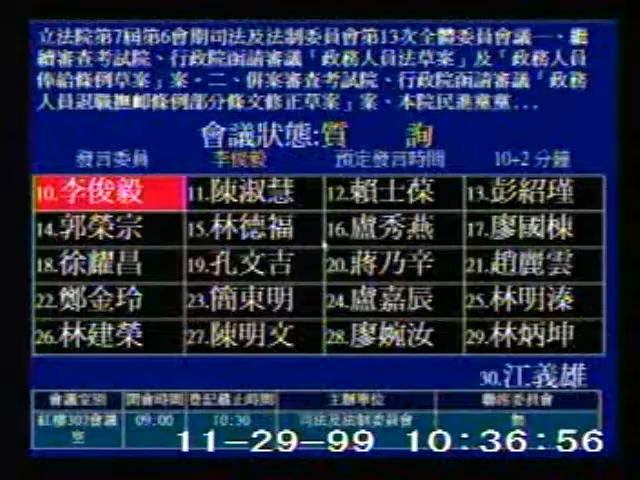 立法院第7屆第6會期司法及法制委員會第13次全體委員會議一、繼
續審查考試院、行政院函請審議「政務人員法草案」及「政務人員
俸給條例草案」案。二、併案審查考試院、行政院函請審議「政務
人員退職撫卹條例部分條文修正草案」案、本院民進黨黨...
會議狀態:質 詢
發言委員 李俊毅 預定發言時間 10+2 分鐘
10.李俊毅 11.陳淑慧 12.賴士葆 13.彭紹瑾
14.郭榮宗 15.林德福 16.盧秀燕 17.廖國棟
18.徐耀昌 19.孔文吉 20.蔣乃辛 21.趙麗雲
22.鄭金玲 23.簡東明 24.盧嘉辰 25.林明溱
26.林建榮 27.陳明文 28.廖婉汝 29.林炳坤
30.江義雄
會議室別 開會時間 登記截止時間 主辦單位 聯席委員會
紅樓302會議室 09:00 10:30 司法及法制委員會 無
11-29-99 10:36:56